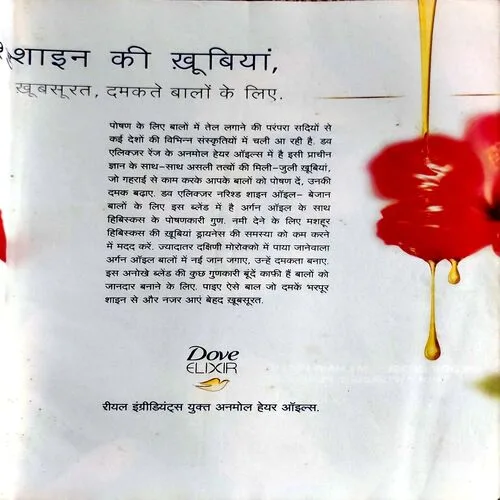 शाइन की ख़ूबियां,
ख़ूबसूरत, दमकते बालों के लिए.
पोषण के लिए बालों में तेल लगाने की परंपरा सदियों से
कई देशों की विभिन्न संस्कृतियों में चली आ रही है. डव
एलिक्जर रेंज के अनमोल हेयर ऑइल्स में है इसी प्राचीन
ज्ञान के साथ-साथ असली तत्वों की मिली-जुली ख़ूबियां,
जो गहराई से काम करके आपके बालों को पोषण दें, उनकी
दमक बढ़ाए. डव एलिक्जर नरिश्ड शाइन ऑइल- बेजान
बालों के लिए इस ब्लेंड में है अर्गन ऑइल के साथ
हिबिस्कस के पोषणकारी गुण. नमी देने के लिए मशहूर
हिबिस्कस की ख़ूबियां ड्रायनेस की समस्या को कम करने
में मदद करें. ज्यादातर दक्षिणी मोरोक्को में पाया जानेवाला
अर्गन ऑइल बालों में नई जान जगाए, उन्हें दमकता बनाए.
इस अनोखे ब्लेंड की कुछ गुणकारी बूंदें काफ़ी हैं बालों को
जानदार बनाने के लिए. पाइए ऐसे बाल जो दमकें भरपूर
शाइन से और नजर आएं बेहद ख़ूबसूरत.
Dove
ELIXIR
रीयल इंग्रीडियंट्स युक्त अनमोल हेयर ऑइल्स.